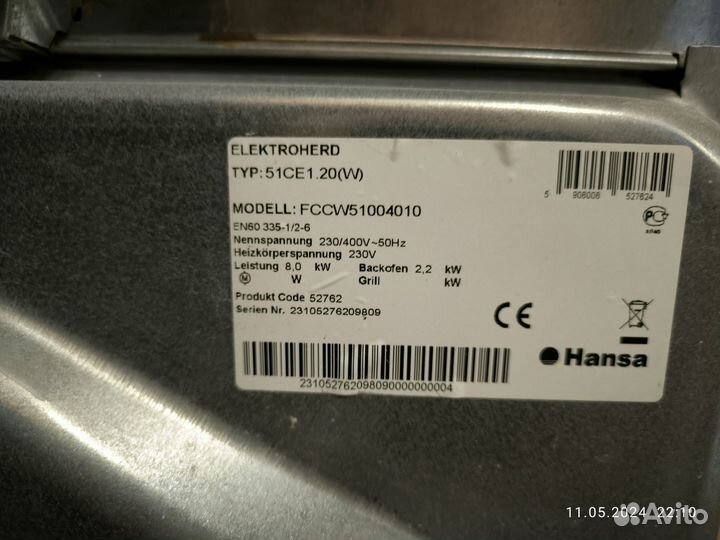 ELEKTROHERD
TYP: 51CE1.20(W)
MODELL: FCCW51004010
EN60 335-1/2-6
Nennspannung 230/400V~50Hz
Heizkörperspannung 230V
Leistung 8,0 kW Backofen 2,2 kW
M W Grill kW
Produkt Code 52762
Serien Nr. 23105276209809
231052762098090000000004
5 906006 527624
CE
Hansa
11.05.2024 22:10
Avito